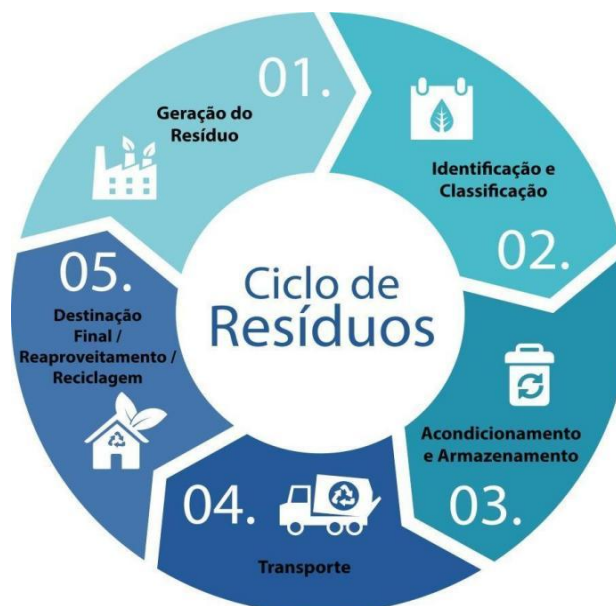 Ciclo de
Resíduos
01.
Geração do
Resíduo
Identificação e
Classificação
02.
Acondicionamento
e Armazenamento
03.
04.
Transporte
05.
Destinação
Final /
Reaproveitamento /
Reciclagem